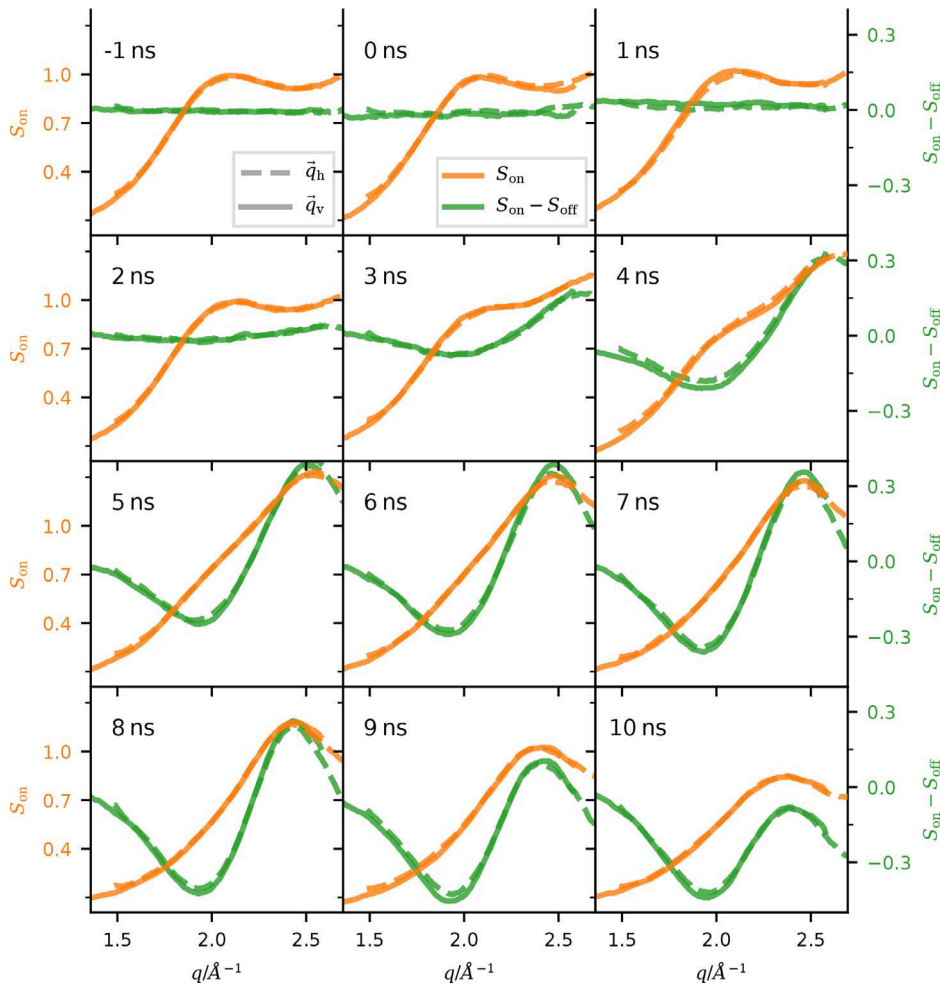 -1 ns
0 ns
1 ns
1.0
0.7
0.4
S_on
q⃗_h
q⃗_v
S_on
S_on − S_off
0.3
0.0
−0.3
S_on − S_off
2 ns
3 ns
4 ns
1.0
0.7
0.4
S_on
0.3
0.0
−0.3
S_on − S_off
5 ns
6 ns
7 ns
1.0
0.7
0.4
S_on
0.3
0.0
−0.3
S_on − S_off
8 ns
9 ns
10 ns
1.0
0.7
0.4
S_on
0.3
0.0
−0.3
S_on − S_off
1.5 2.0 2.5
1.5 2.0 2.5
1.5 2.0 2.5
q/Å⁻¹
q/Å⁻¹
q/Å⁻¹